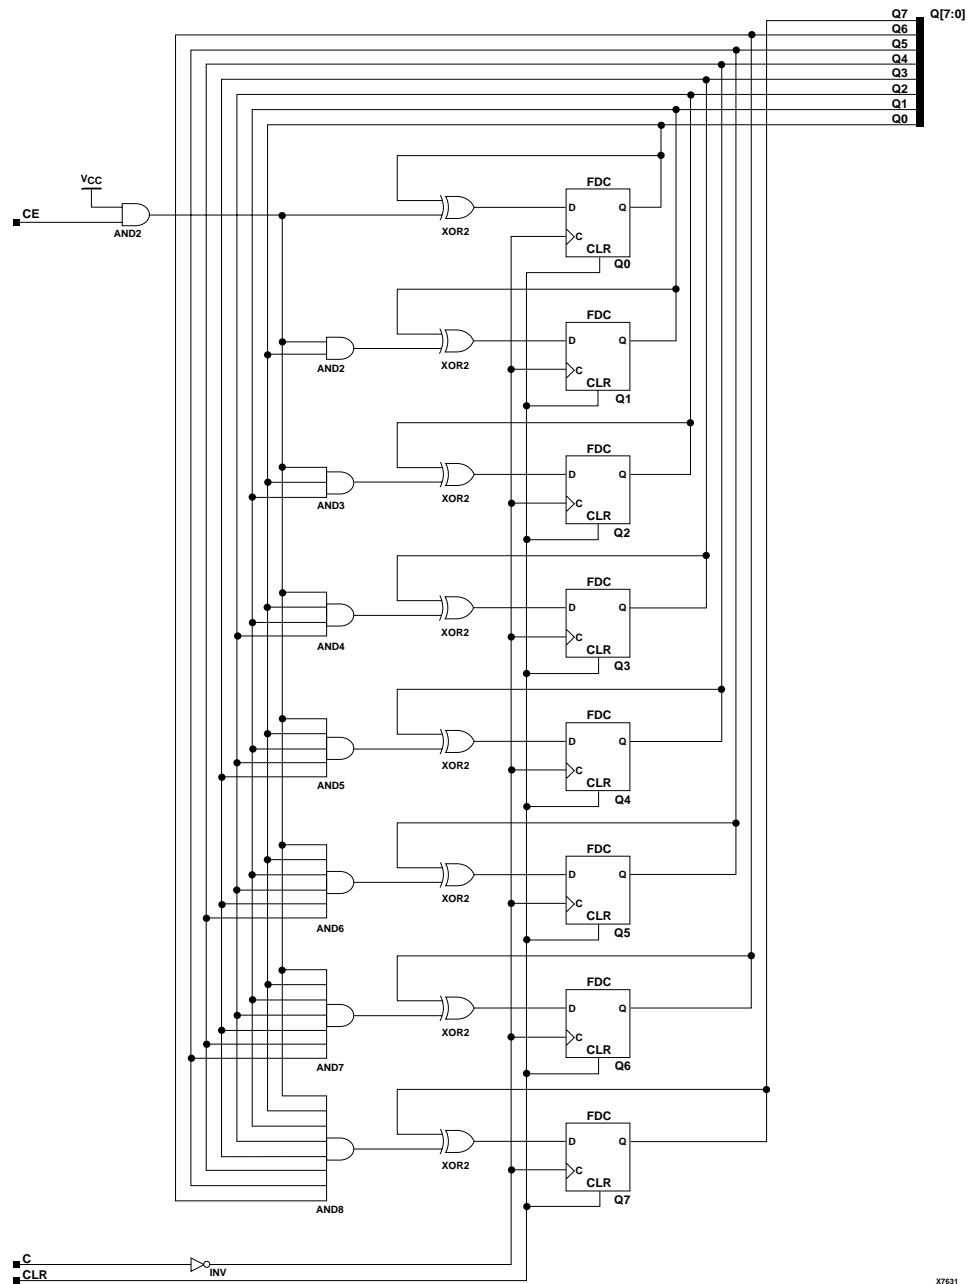 Q7 Q[7:0]
Q6
Q5
Q4
Q3
Q2
Q1
Q0
VCC
CE
AND2
XOR2
FDC
D Q
C
CLR
Q0
AND2
XOR2
FDC
D Q
C
CLR
Q1
AND3
XOR2
FDC
D Q
C
CLR
Q2
AND4
XOR2
FDC
D Q
C
CLR
Q3
AND5
XOR2
FDC
D Q
C
CLR
Q4
AND6
XOR2
FDC
D Q
C
CLR
Q5
AND7
XOR2
FDC
D Q
C
CLR
Q6
AND8
XOR2
FDC
D Q
C
CLR
Q7
C
INV
CLR
X7631